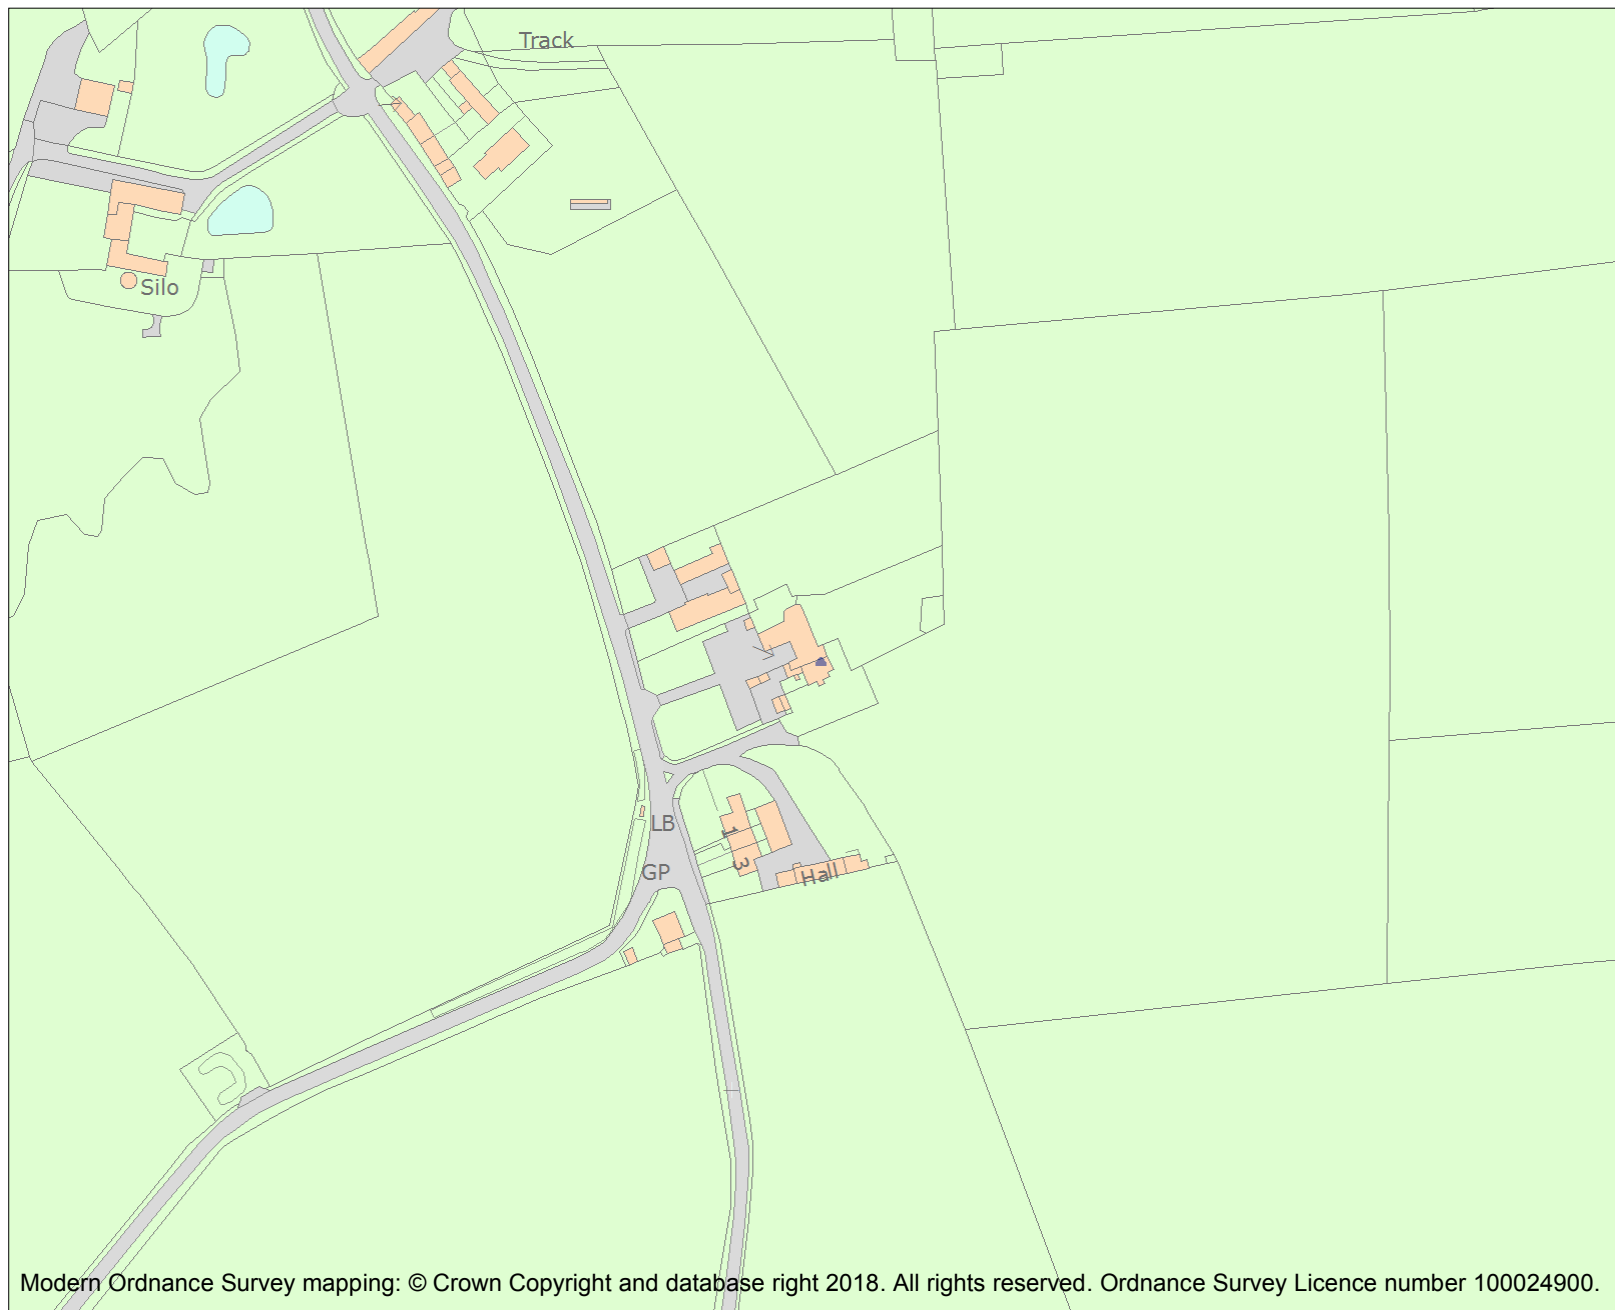 Track
Silo
LB
1
3
GP
Hall
Modern Ordnance Survey mapping: © Crown Copyright and database right 2018. All rights reserved. Ordnance Survey Licence number 100024900.